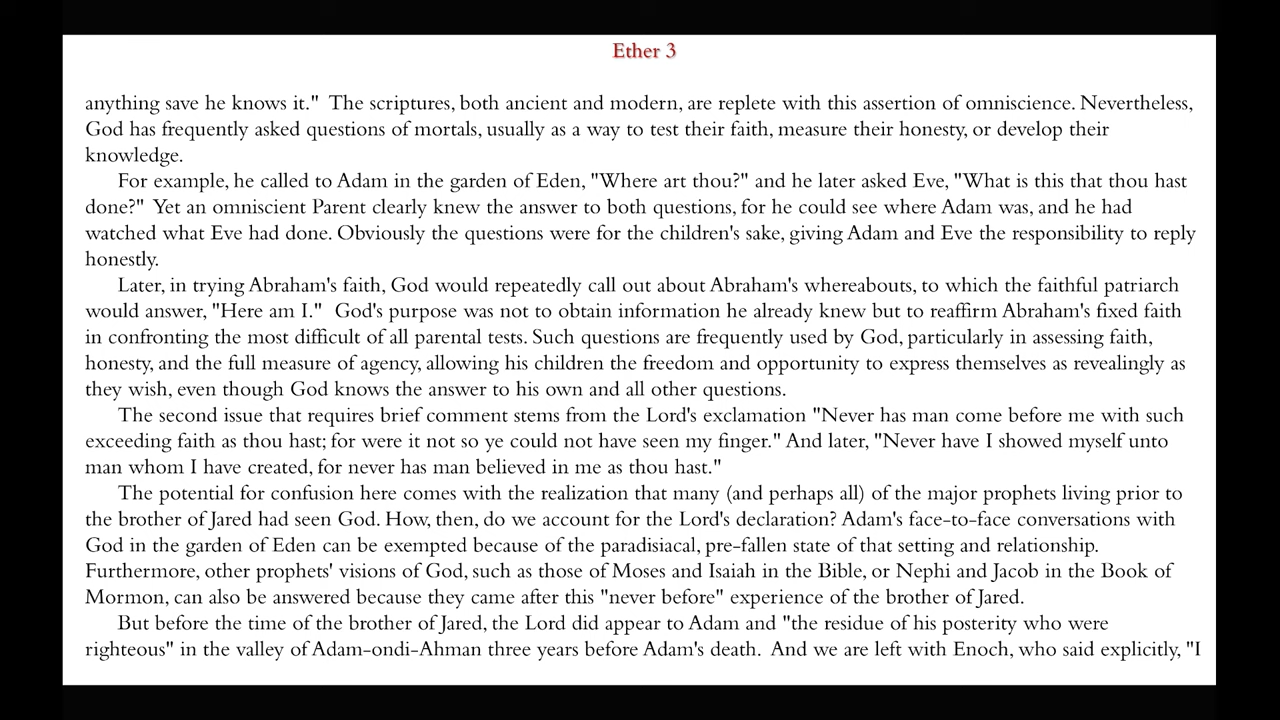 Ether 3
anything save he knows it."  The scriptures, both ancient and modern, are replete with this assertion of omniscience. Nevertheless,
God has frequently asked questions of mortals, usually as a way to test their faith, measure their honesty, or develop their
knowledge.
For example, he called to Adam in the garden of Eden, "Where art thou?" and he later asked Eve, "What is this that thou hast
done?"  Yet an omniscient Parent clearly knew the answer to both questions, for he could see where Adam was, and he had
watched what Eve had done. Obviously the questions were for the children's sake, giving Adam and Eve the responsibility to reply
honestly.
Later, in trying Abraham's faith, God would repeatedly call out about Abraham's whereabouts, to which the faithful patriarch
would answer, "Here am I."  God's purpose was not to obtain information he already knew but to reaffirm Abraham's fixed faith
in confronting the most difficult of all parental tests. Such questions are frequently used by God, particularly in assessing faith,
honesty, and the full measure of agency, allowing his children the freedom and opportunity to express themselves as revealingly as
they wish, even though God knows the answer to his own and all other questions.
The second issue that requires brief comment stems from the Lord's exclamation "Never has man come before me with such
exceeding faith as thou hast; for were it not so ye could not have seen my finger." And later, "Never have I showed myself unto
man whom I have created, for never has man believed in me as thou hast."
The potential for confusion here comes with the realization that many (and perhaps all) of the major prophets living prior to
the brother of Jared had seen God. How, then, do we account for the Lord's declaration? Adam's face-to-face conversations with
God in the garden of Eden can be exempted because of the paradisiacal, pre-fallen state of that setting and relationship.
Furthermore, other prophets' visions of God, such as those of Moses and Isaiah in the Bible, or Nephi and Jacob in the Book of
Mormon, can also be answered because they came after this "never before" experience of the brother of Jared.
But before the time of the brother of Jared, the Lord did appear to Adam and "the residue of his posterity who were
righteous" in the valley of Adam-ondi-Ahman three years before Adam's death.  And we are left with Enoch, who said explicitly, "I